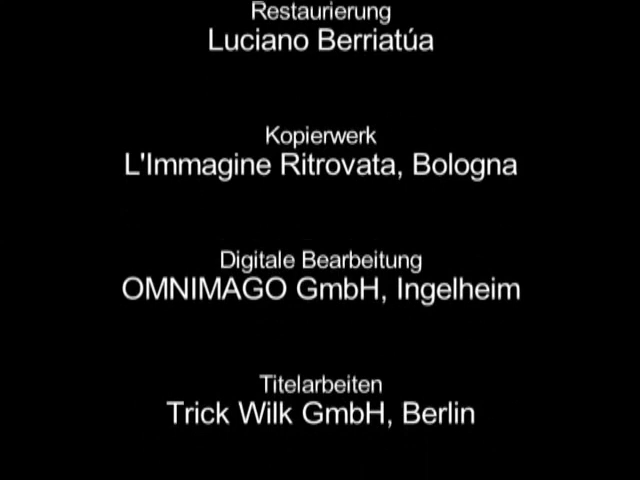 Restaurierung
Luciano Berriatúa
Kopierwerk
L'Immagine Ritrovata, Bologna
Digitale Bearbeitung
OMNIMAGO GmbH, Ingelheim
Titelarbeiten
Trick Wilk GmbH, Berlin